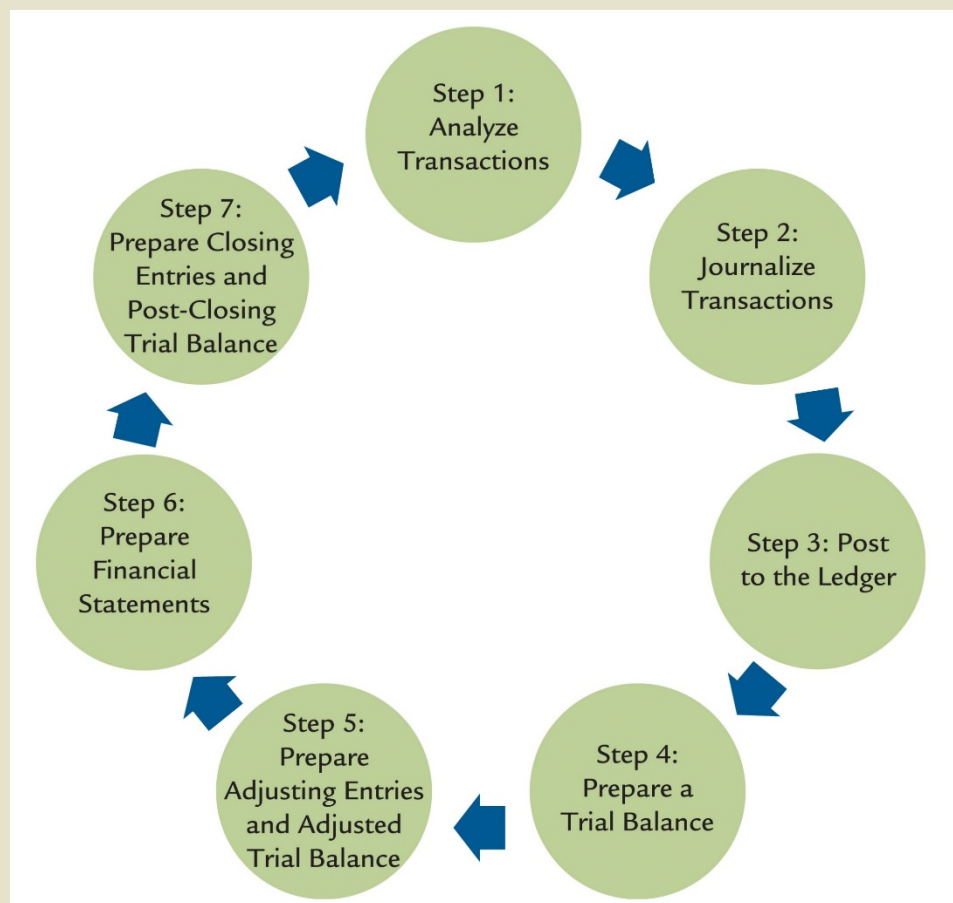 Step 1:
Analyze
Transactions
Step 2:
Journalize
Transactions
Step 3: Post
to the Ledger
Step 4:
Prepare a
Trial Balance
Step 5:
Prepare
Adjusting Entries
and Adjusted
Trial Balance
Step 6:
Prepare
Financial
Statements
Step 7:
Prepare Closing
Entries and
Post-Closing
Trial Balance